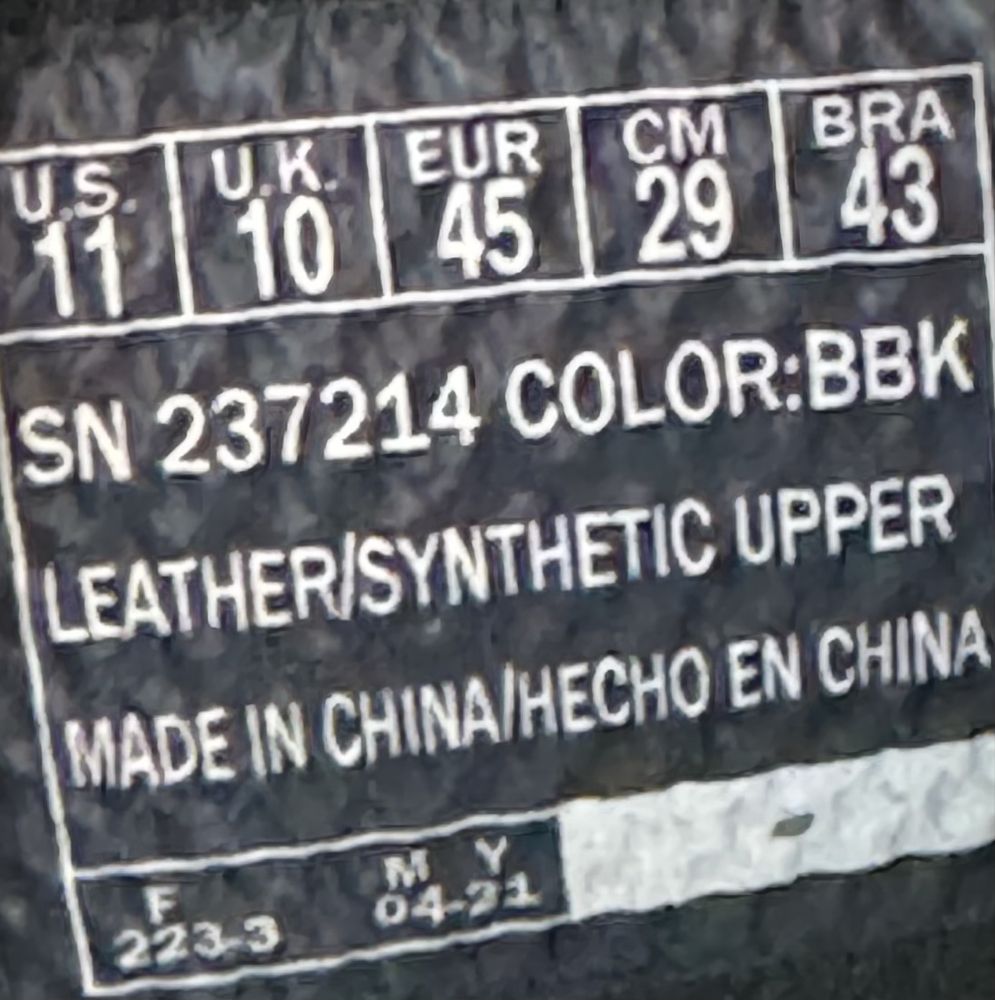 U.S. U.K. EUR CM BRA
11 10 45 29 43
SN 237214 COLOR:BBK
LEATHER/SYNTHETIC UPPER
MADE IN CHINA/HECHO EN CHINA
F M Y
223-3 04-21